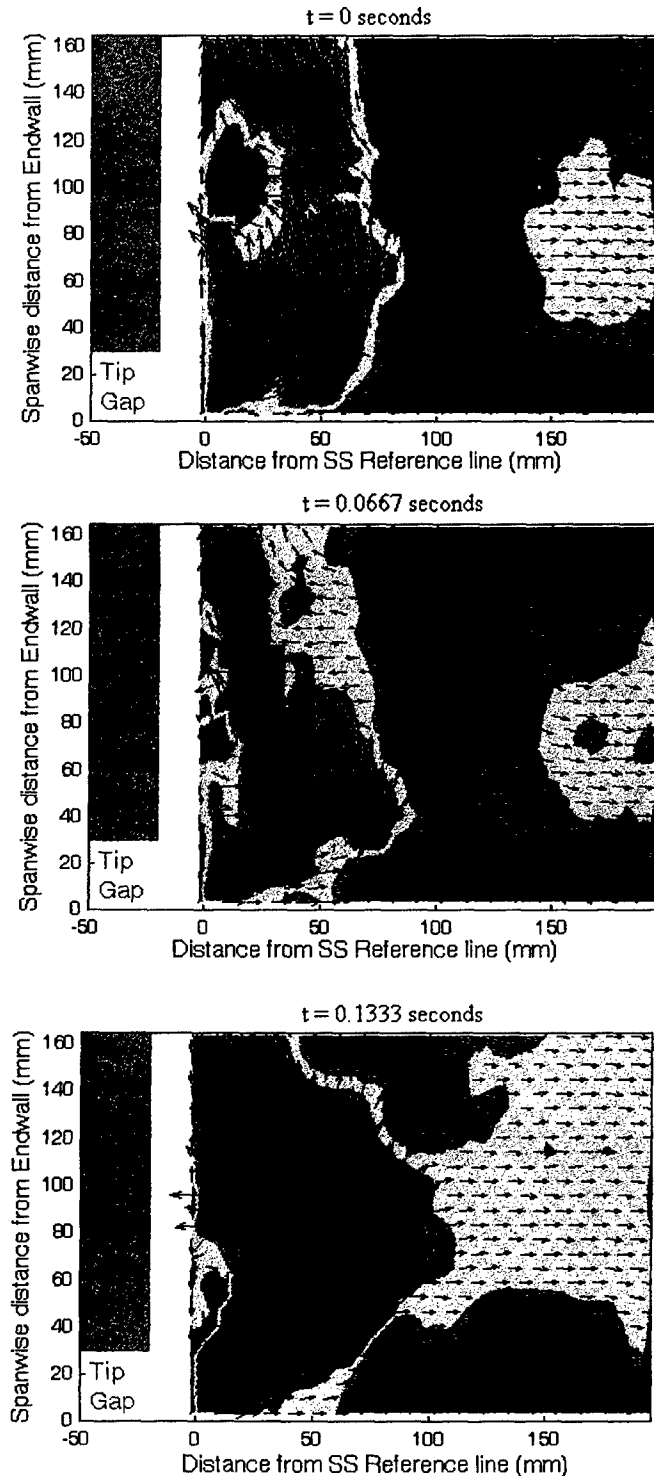 t = 0 seconds
Spanwise distance from Endwall (mm)
160
140
120
100
80
60
40
20
0
Tip
Gap
-50
0
50
100
150
Distance from SS Reference line (mm)
t = 0.0667 seconds
Spanwise distance from Endwall (mm)
160
140
120
100
80
60
40
20
0
Tip
Gap
-50
0
50
100
150
Distance from SS Reference line (mm)
t = 0.1333 seconds
Spanwise distance from Endwall (mm)
160
140
120
100
80
60
40
20
0
Tip
Gap
-50
0
50
100
150
Distance from SS Reference line (mm)